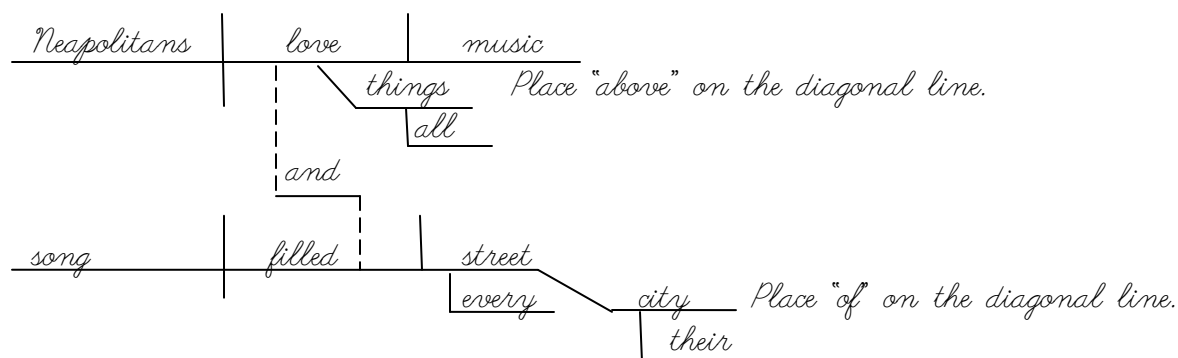 Neapolitans love music
things Place "above" on the diagonal line.
all
and
song filled street
every city Place "of" on the diagonal line.
their